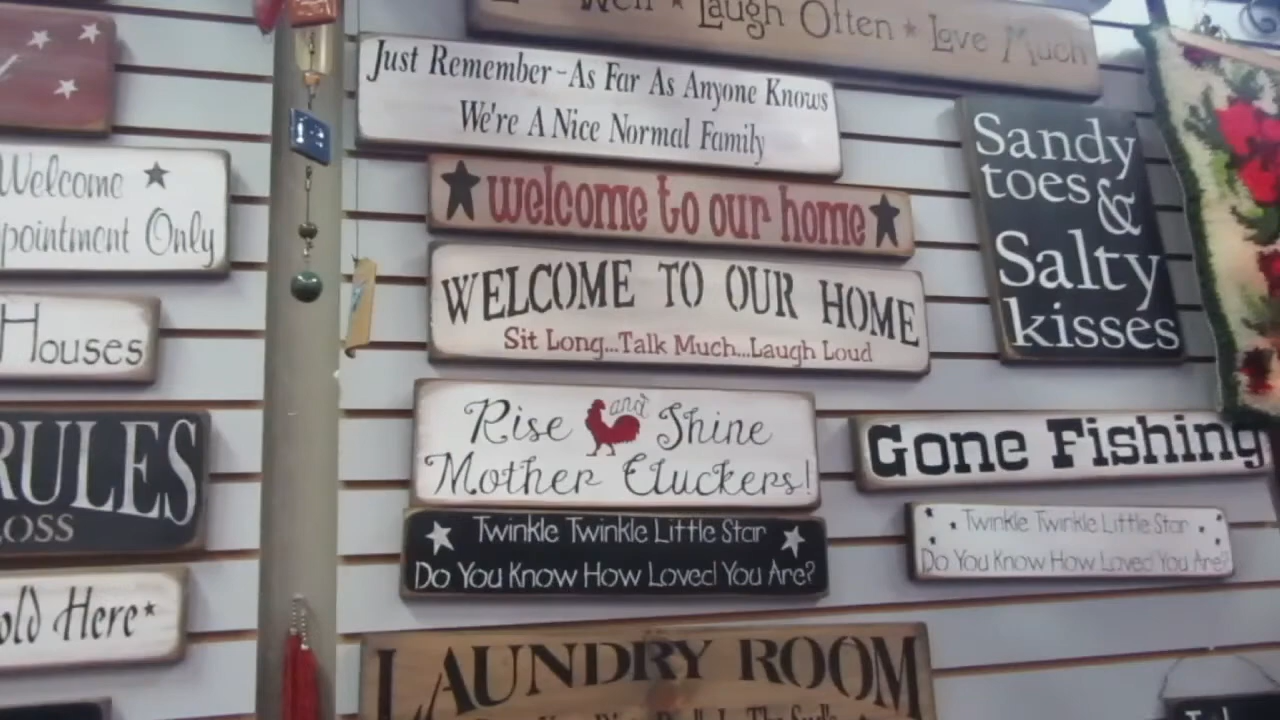 Well * Laugh Often * Love Much
Just Remember - As Far As Anyone Knows
We're A Nice Normal Family
welcome to our home
WELCOME TO OUR HOME
Sit Long...Talk Much...Laugh Loud
Rise and Shine
Mother Cluckers!
Twinkle Twinkle Little Star
Do You Know How Loved You Are?
LAUNDRY ROOM
Sandy
toes &
Salty
kisses
Gone Fishing
Twinkle Twinkle Little Star
Do You Know How Loved You Are?
Welcome
pointment Only
Houses
RULES
OSS
old Here*